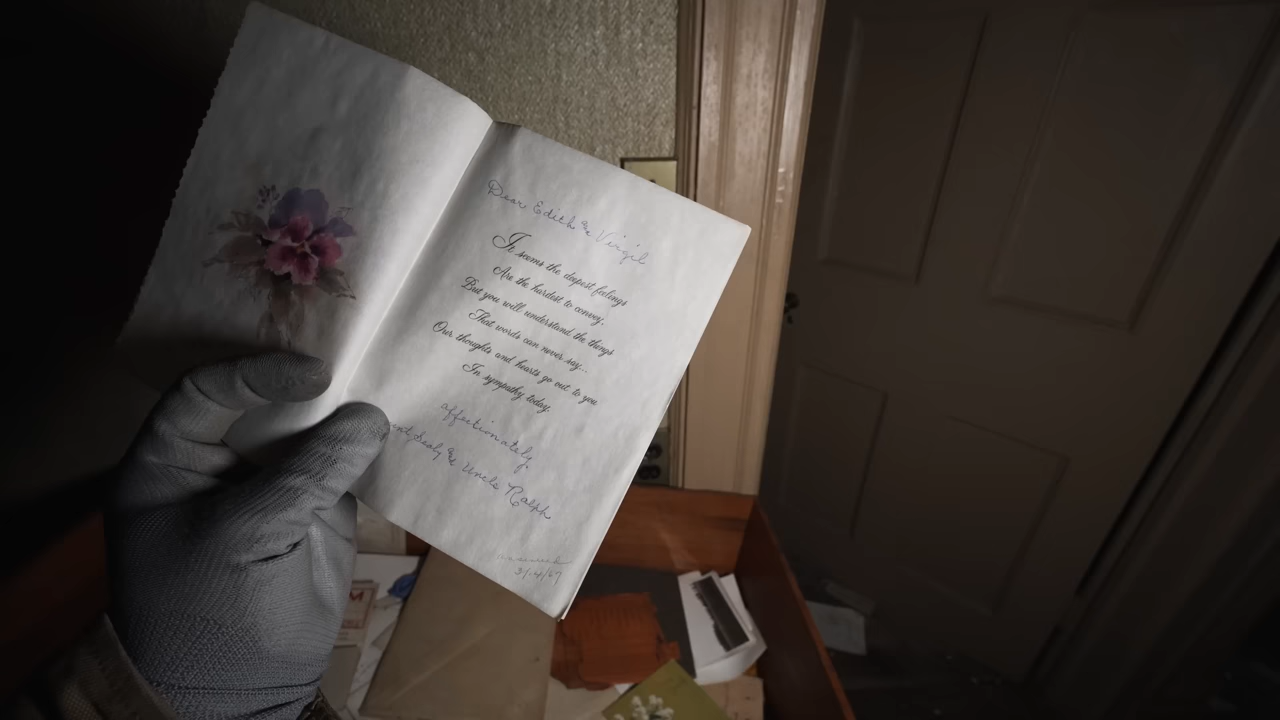 Dear Edith & Virgil
It seems the deepest feelings
Are the hardest to convey,
But you will understand the things
That words can never say...
Our thoughts and hearts go out to you
In sympathy today.
affectionately,
& Uncle Ralph